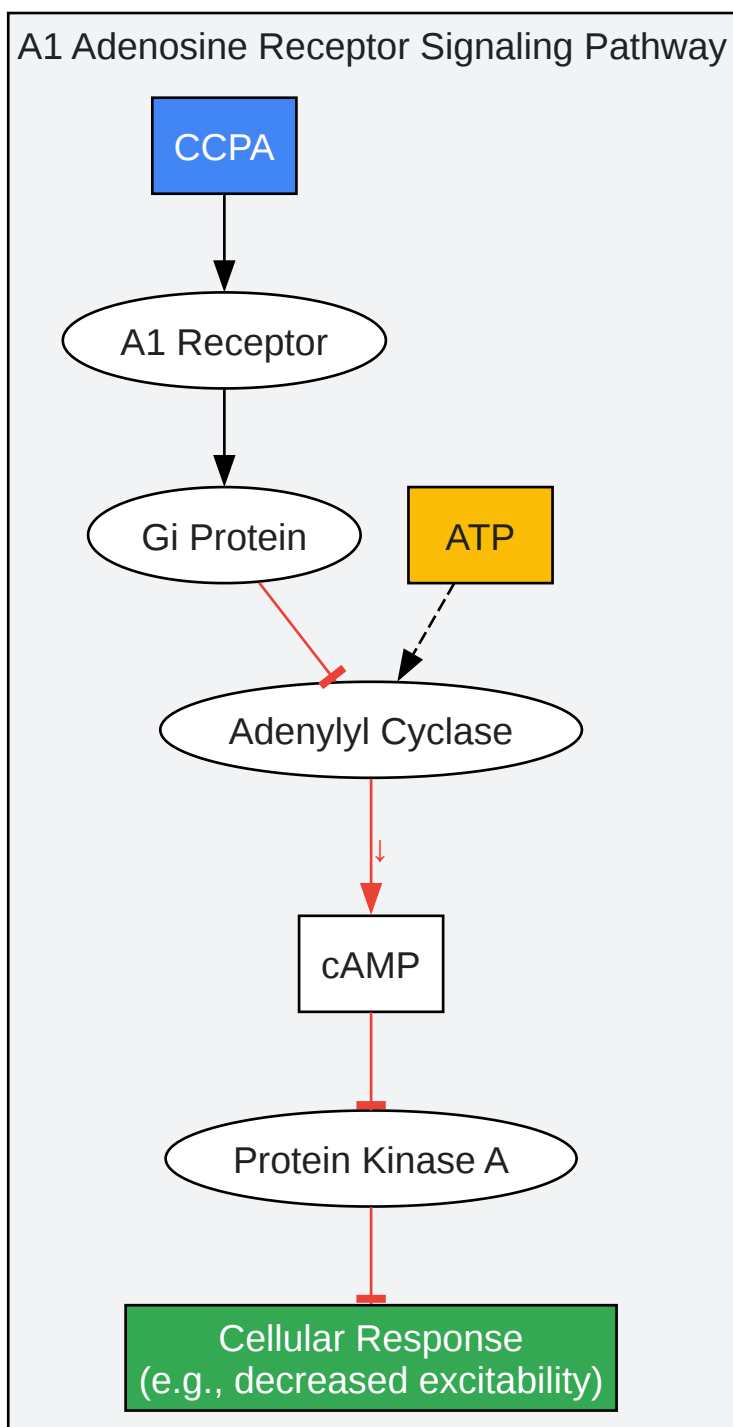 A1 Adenosine Receptor Signaling Pathway
CCPA
A1 Receptor
Gi Protein
ATP
Adenylyl Cyclase
↓
cAMP
Protein Kinase A
Cellular Response
(e.g., decreased excitability)